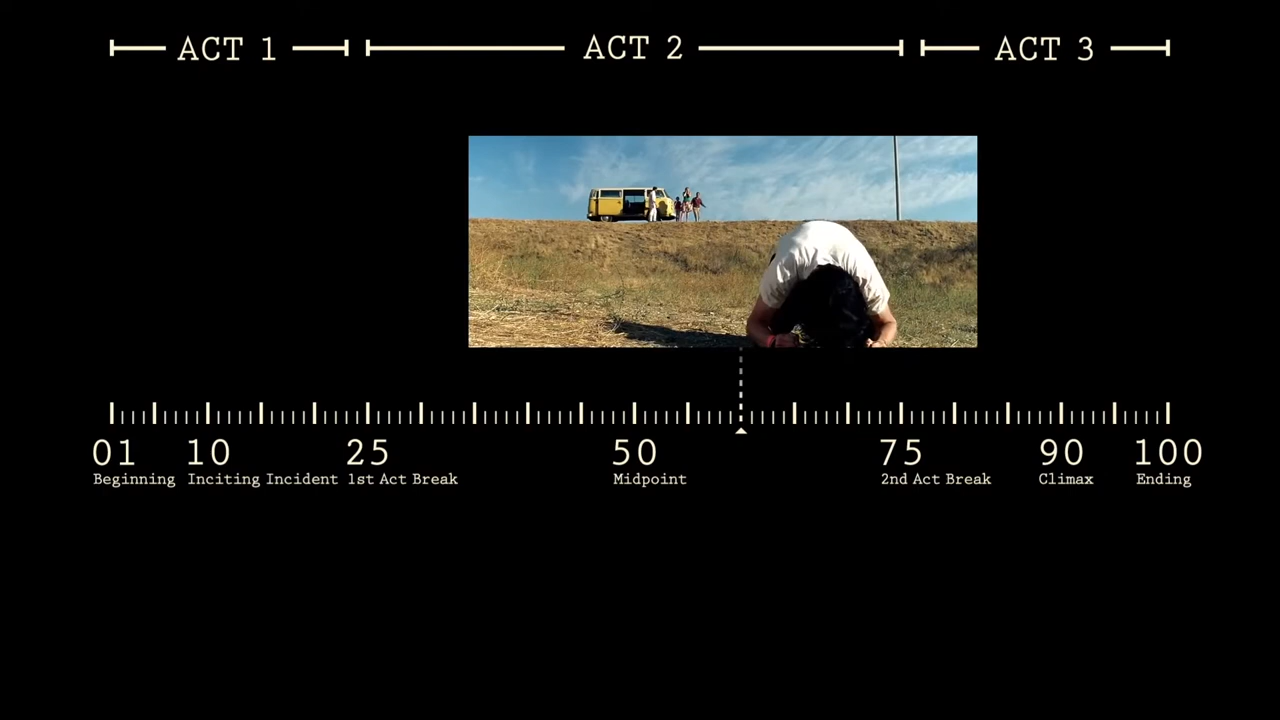 ACT 1 ACT 2 ACT 3
01 10 25 50 75 90 100
Beginning Inciting Incident 1st Act Break Midpoint 2nd Act Break Climax Ending